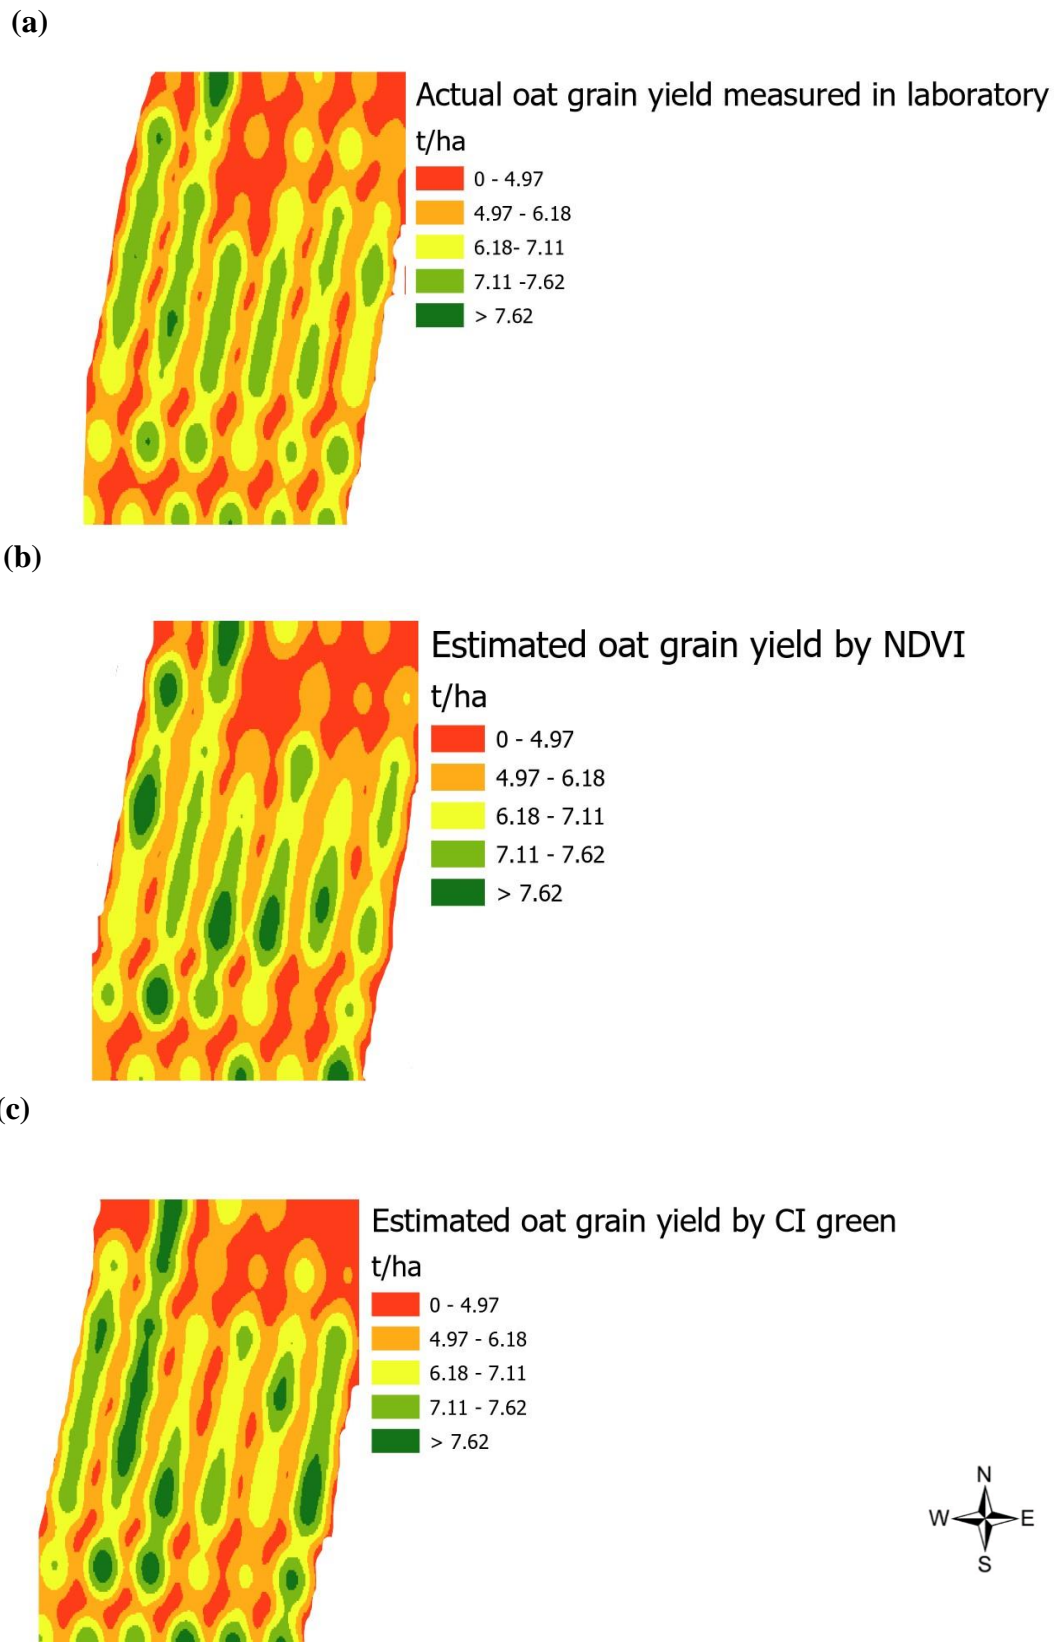 (a)
Actual oat grain yield measured in laboratory
t/ha
0 - 4.97
4.97 - 6.18
6.18- 7.11
7.11 -7.62
> 7.62
(b)
Estimated oat grain yield by NDVI
t/ha
0 - 4.97
4.97 - 6.18
6.18 - 7.11
7.11 - 7.62
> 7.62
(c)
Estimated oat grain yield by CI green
t/ha
0 - 4.97
4.97 - 6.18
6.18 - 7.11
7.11 - 7.62
> 7.62
N
W E
S